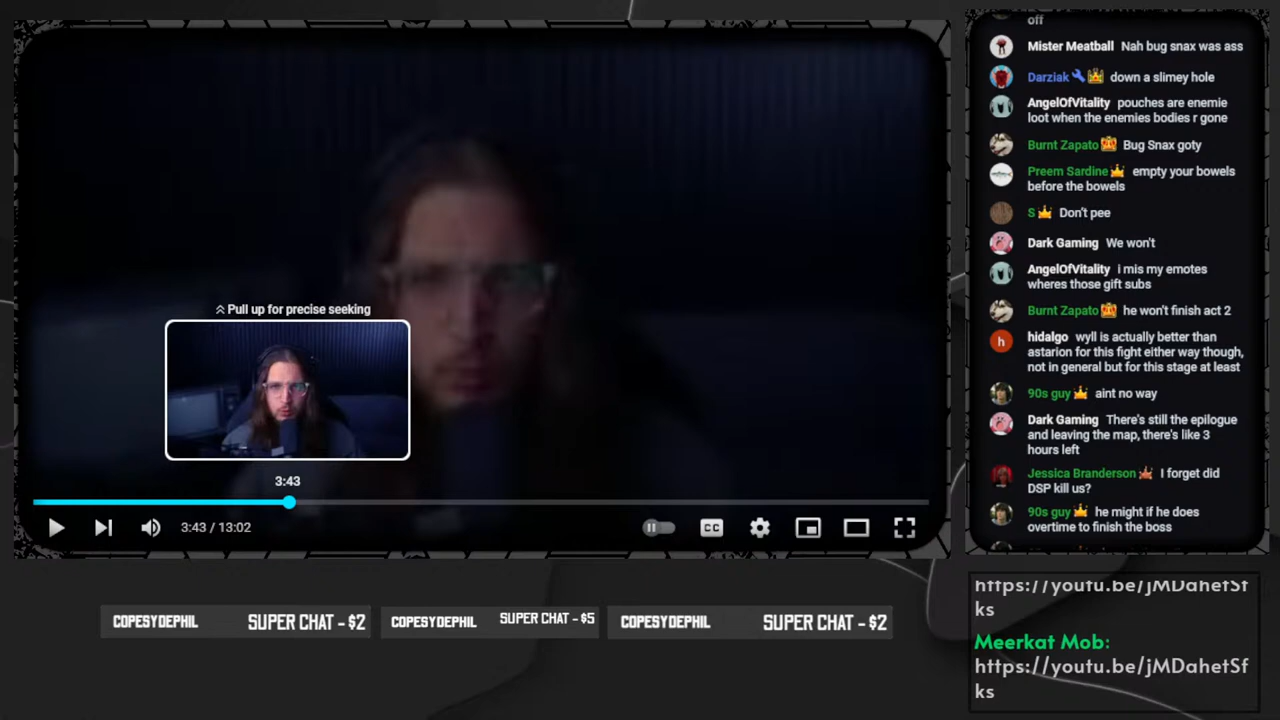 off
Mister Meatball Nah bug snax was ass
Darziak down a slimey hole
AngelOfVitality pouches are enemie
loot when the enemies bodies r gone
Burnt Zapato Bug Snax goty
Preem Sardine empty your bowels
before the bowels
S Don't pee
Dark Gaming We won't
AngelOfVitality i mis my emotes
wheres those gift subs
Burnt Zapato he won't finish act 2
h hidalgo wyll is actually better than
astarion for this fight either way though,
not in general but for this stage at least
90s guy aint no way
Dark Gaming There's still the epilogue
and leaving the map, there's like 3
hours left
Jessica Branderson I forget did
DSP kill us?
90s guy he might if he does
overtime to finish the boss
Pull up for precise seeking
3:43
3:43 / 13:02
CC
COPESYDEPHIL SUPER CHAT - $2
COPESYDEPHIL SUPER CHAT - $5
COPESYDEPHIL SUPER CHAT - $2
https://youtu.be/jMDahetSf
ks
Meerkat Mob:
https://youtu.be/jMDahetSf
ks